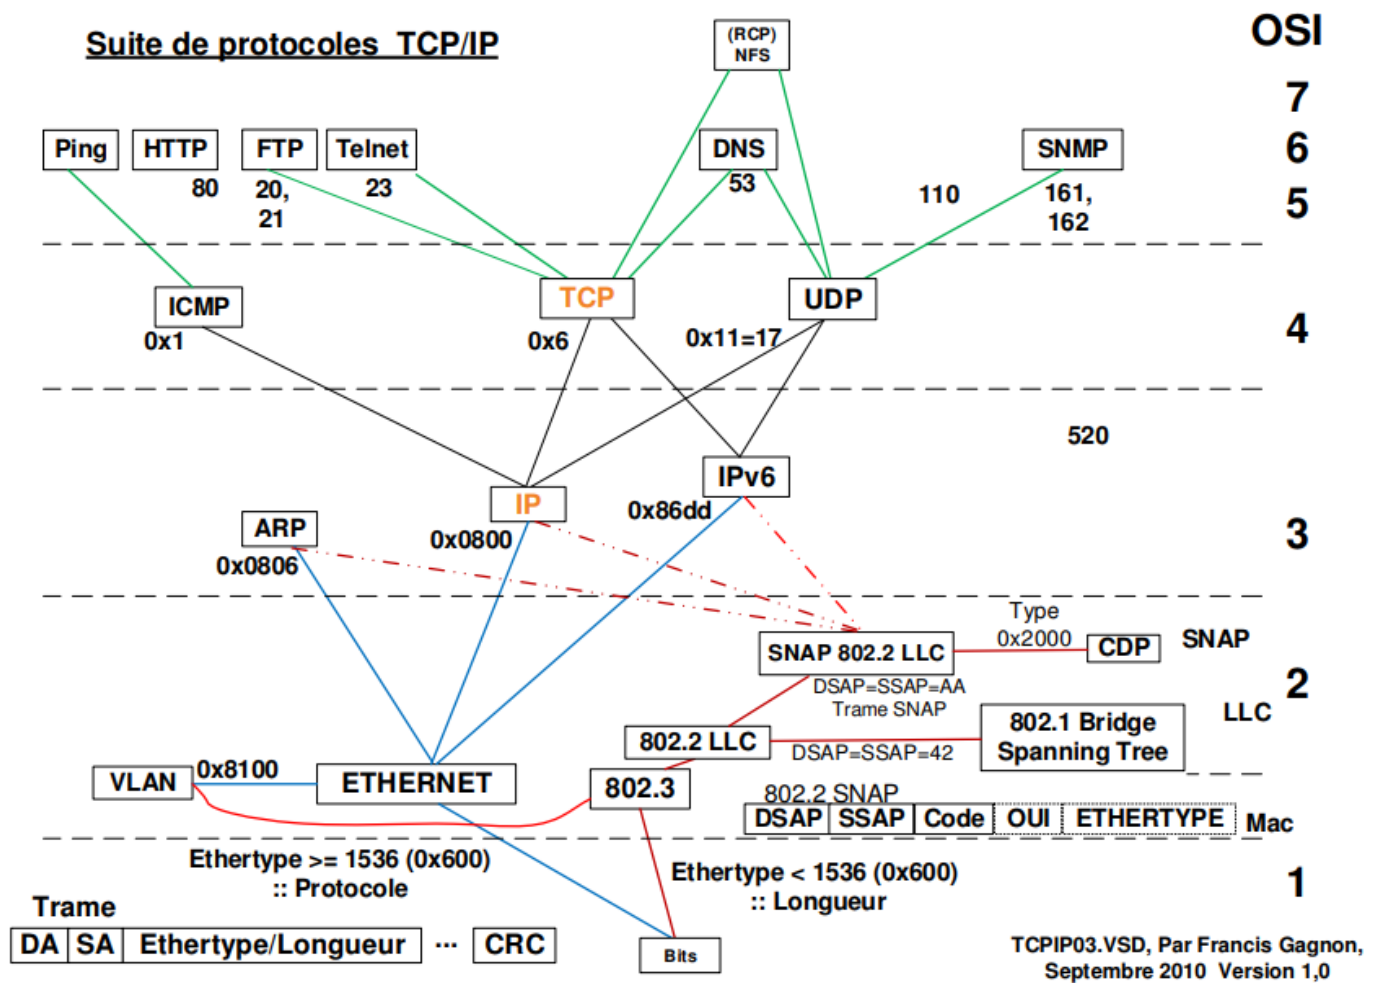 Suite de protocoles TCP/IP
OSI
(RCP)
NFS
7
Ping
HTTP
FTP
Telnet
DNS
SNMP
6
80
20,
21
23
53
110
161,
162
5
ICMP
TCP
UDP
0x1
0x6
0x11=17
4
520
IPv6
IP
0x86dd
ARP
0x0800
0x0806
3
Type
0x2000
SNAP 802.2 LLC
CDP
SNAP
DSAP=SSAP=AA
Trame SNAP
2
LLC
802.2 LLC
DSAP=SSAP=42
802.1 Bridge
Spanning Tree
VLAN
0x8100
ETHERNET
802.3
802.2 SNAP
DSAP SSAP Code OUI ETHERTYPE
Mac
Ethertype >= 1536 (0x600)
:: Protocole
Ethertype < 1536 (0x600)
:: Longueur
1
Trame
DA SA Ethertype/Longueur ... CRC
Bits
TCPIP03.VSD, Par Francis Gagnon,
Septembre 2010 Version 1,0